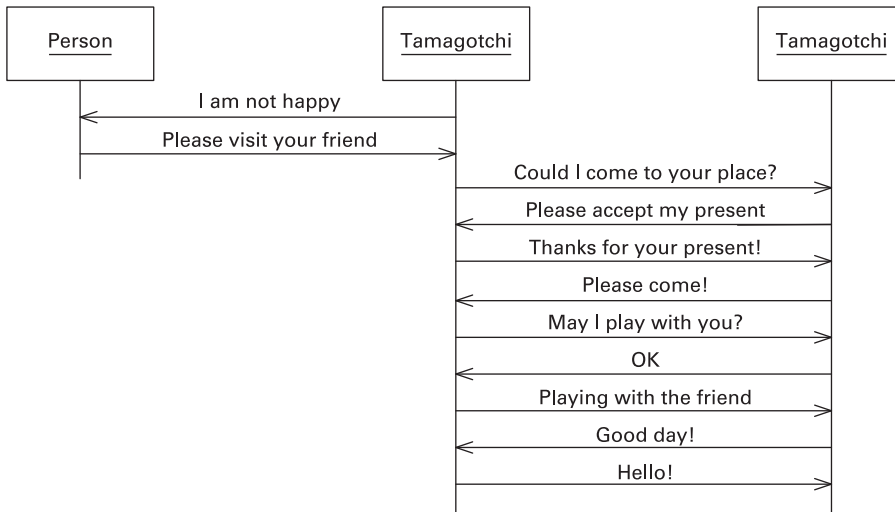 Person
Tamagotchi
Tamagotchi
I am not happy
Please visit your friend
Could I come to your place?
Please accept my present
Thanks for your present!
Please come!
May I play with you?
OK
Playing with the friend
Good day!
Hello!